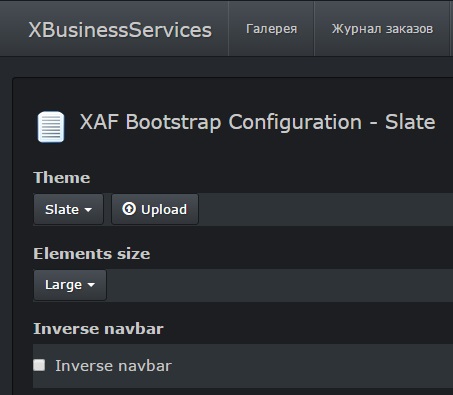 XBusinessServices Галерея Журнал заказов
XAF Bootstrap Configuration - Slate
Theme
Slate Upload
Elements size
Large
Inverse navbar
Inverse navbar